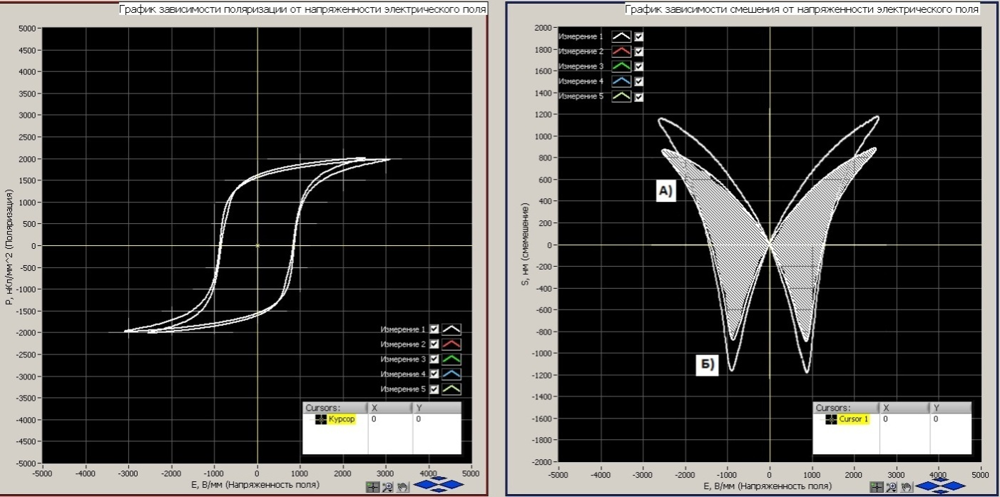 График зависимости поляризации от напряженности электрического поля
P, нКл/мм^2 (Поляризация)
5000
4500
4000
3500
3000
2500
2000
1500
1000
500
0
-500
-1000
-1500
-2000
-2500
-3000
-3500
-4000
-4500
-5000
Измерение 1
Измерение 2
Измерение 3
Измерение 4
Измерение 5
Cursors: X Y
Курсор 0 0
-5000 -4000 -3000 -2000 -1000 0 1000 2000 3000 4000 5000
E, В/мм (Напряженность поля)
График зависимости смешения от напряженности электрического поля
S, нм (смемешение)
2000
1800
1600
1400
1200
1000
800
600
400
200
0
-200
-400
-600
-800
-1000
-1200
-1400
-1600
-1800
-2000
Измерение 1
Измерение 2
Измерение 3
Измерение 4
Измерение 5
А)
Б)
Cursors: X Y
Cursor 1 0 0
-5000 -4000 -3000 -2000 -1000 0 1000 2000 3000 4000 5000
E, В/мм (Напряженность поля)